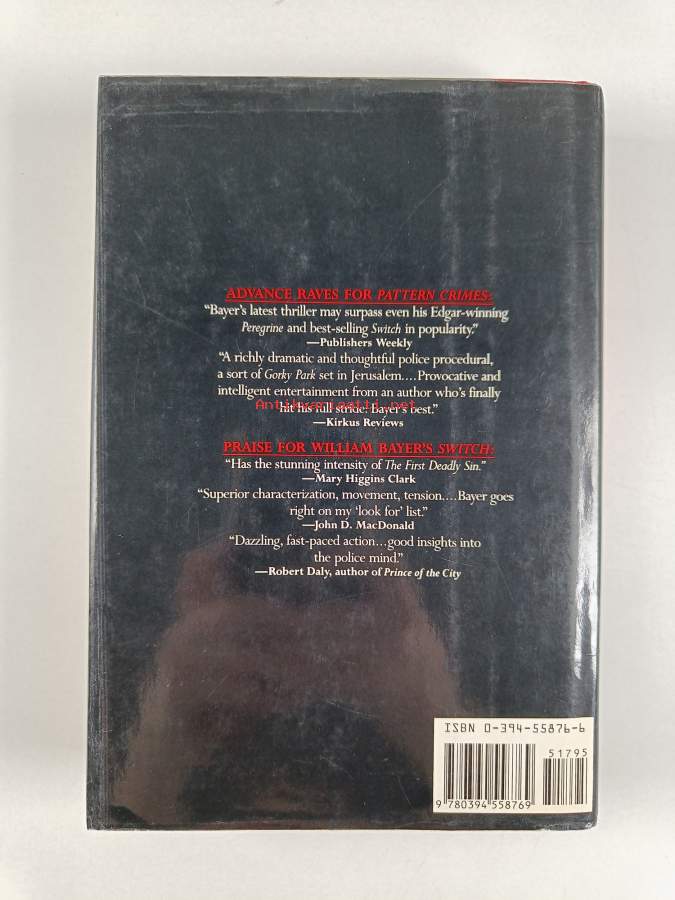 ADVANCE RAVES FOR PATTERN CRIMES:
“Bayer’s latest thriller may surpass even his Edgar-winning
Peregrine and best-selling Switch in popularity.”
—Publishers Weekly
“A richly dramatic and thoughtful police procedural,
a sort of Gorky Park set in Jerusalem....Provocative and
intelligent entertainment from an author who’s finally
Antikvariaatti.net
hit his full stride. Bayer’s best.”
—Kirkus Reviews
PRAISE FOR WILLIAM BAYER’S SWITCH:
“Has the stunning intensity of The First Deadly Sin.”
—Mary Higgins Clark
“Superior characterization, movement, tension....Bayer goes
right on my ‘look for’ list.”
—John D. MacDonald
“Dazzling, fast-paced action...good insights into
the police mind.”
—Robert Daly, author of Prince of the City
ISBN 0-394-55876-6
51795
9 780394 558769